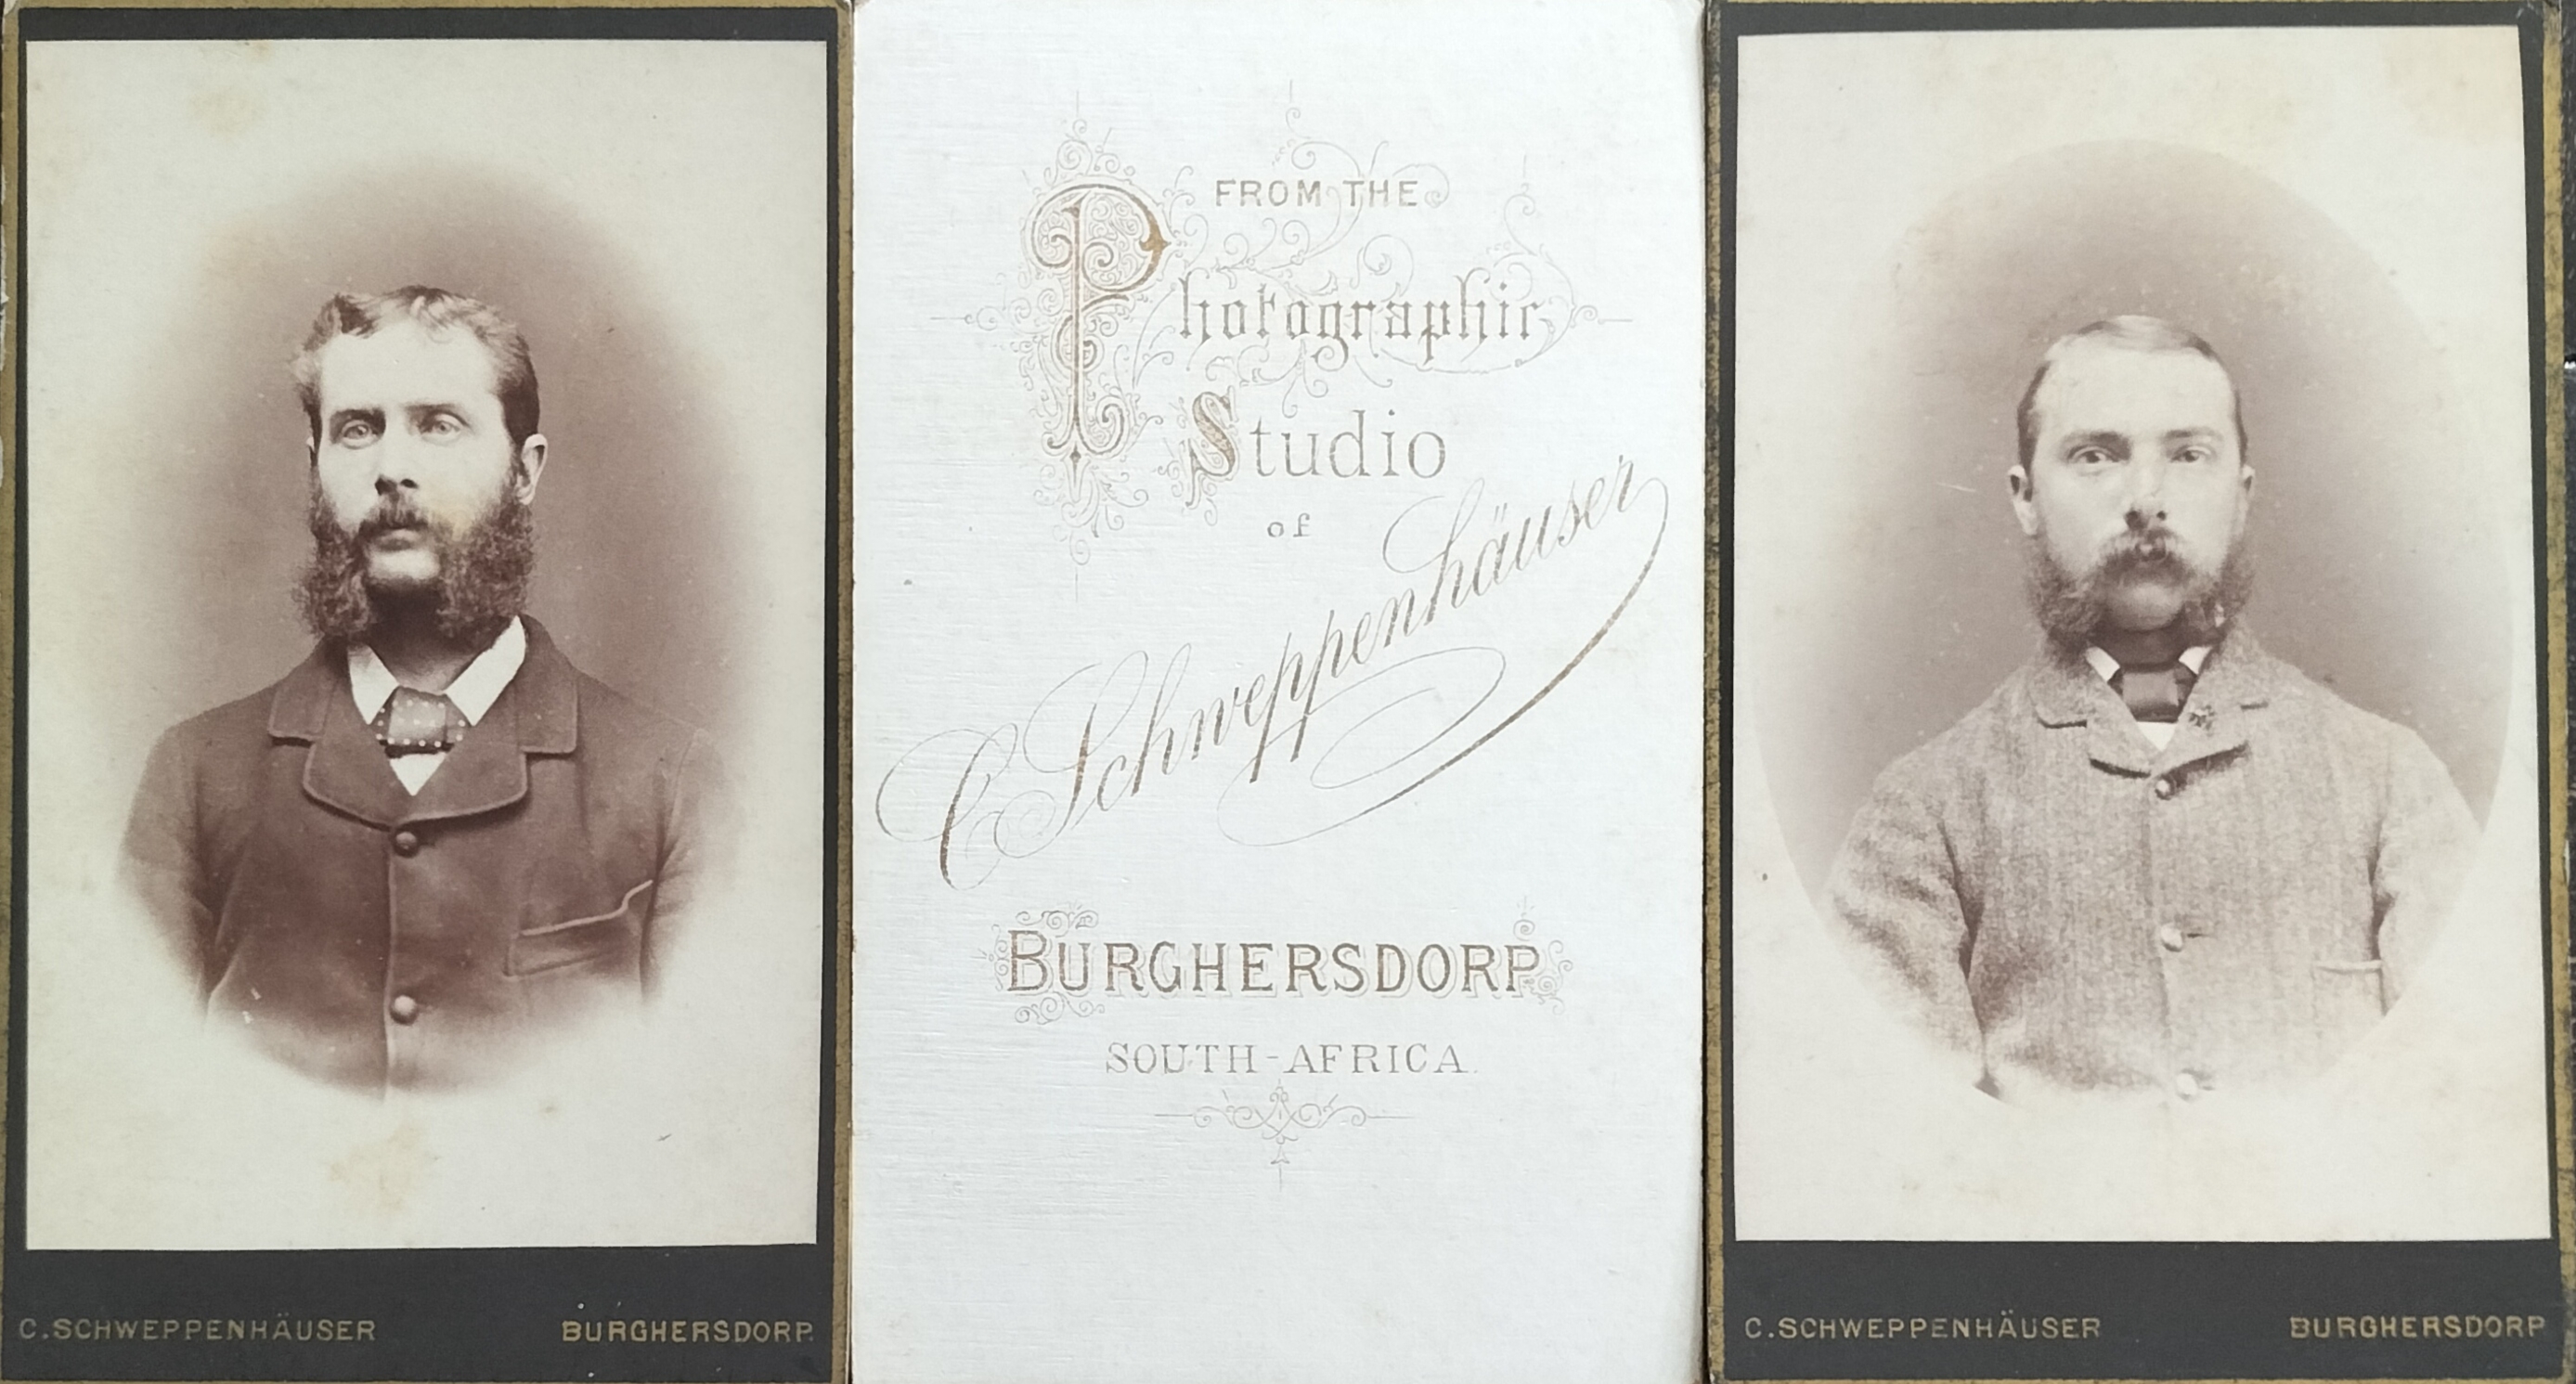 C. SCHWEPPENHÄUSER BURGHERSDORP.
FROM THE
Photographic
Studio
of
C Schweppenhäuser
BURGHERSDORP
SOUTH-AFRICA.
C. SCHWEPPENHÄUSER BURGHERSDORP